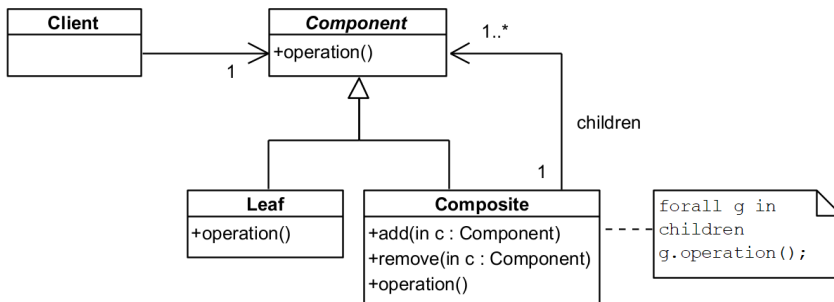 Client
Component
+operation()
1
1..*
children
1
Leaf
+operation()
Composite
+add(in c : Component)
+remove(in c : Component)
+operation()
forall g in
children
g.operation();